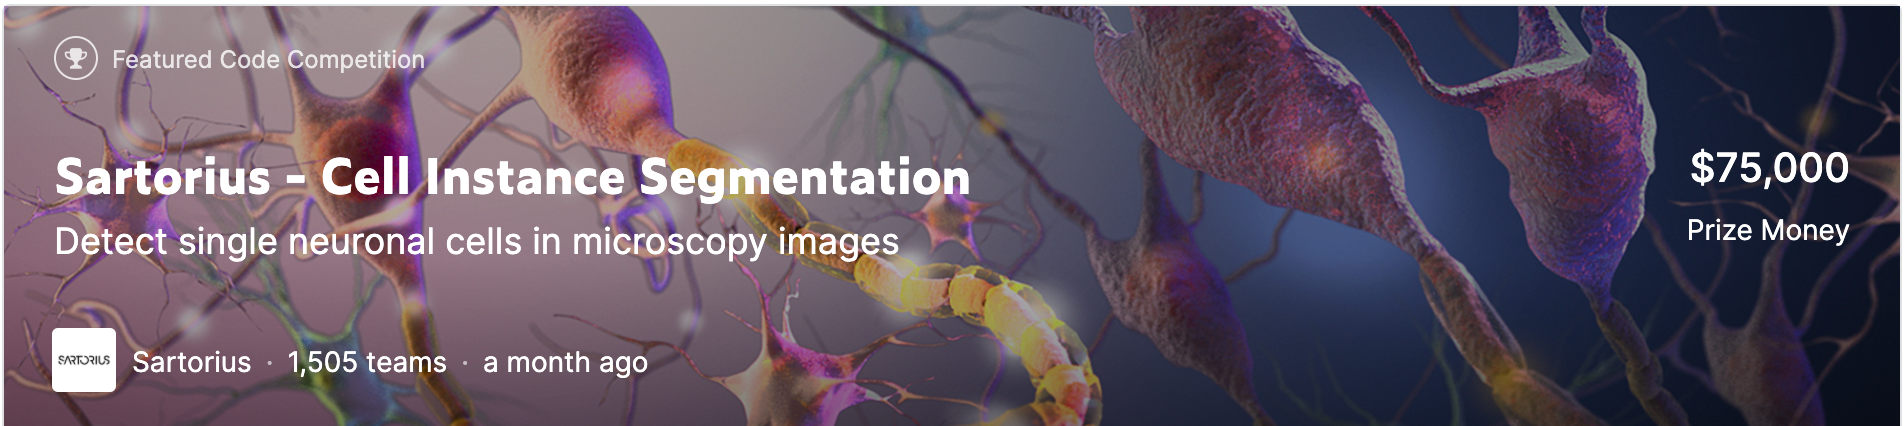 Featured Code Competition
Sartorius - Cell Instance Segmentation
Detect single neuronal cells in microscopy images
$75,000
Prize Money
SARTORIUS
Sartorius · 1,505 teams · a month ago